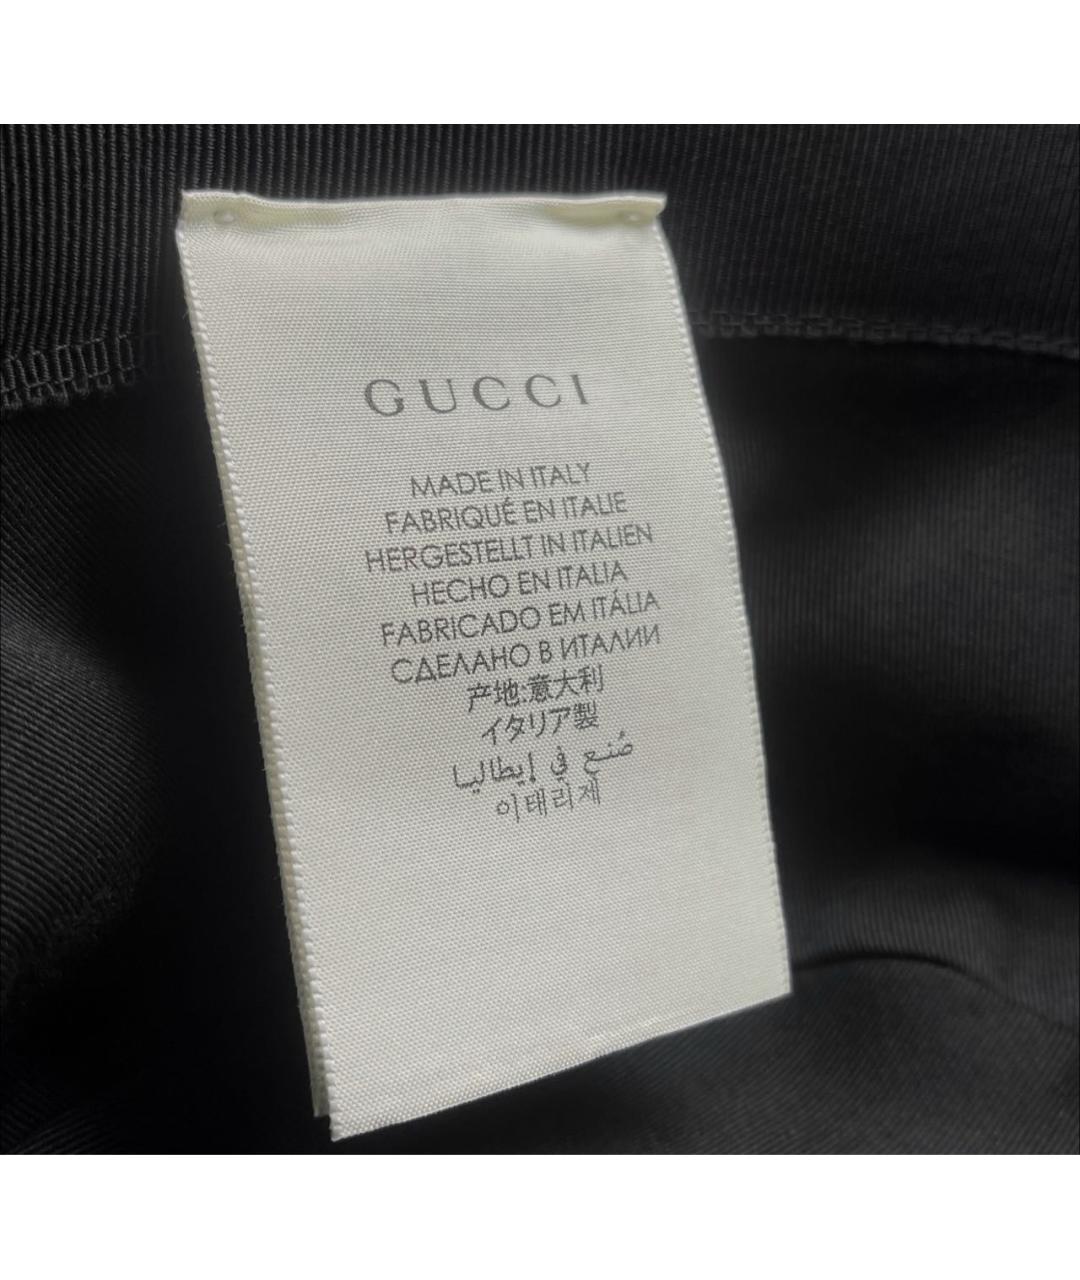 GUCCI
MADE IN ITALY
FABRIQUÉ EN ITALIE
HERGESTELLT IN ITALIEN
HECHO EN ITALIA
FABRICADO EM ITÁLIA
СДЕЛАНО В ИТАЛИИ
产地:意大利
イタリア製
صُنع في إيطاليا
이태리제